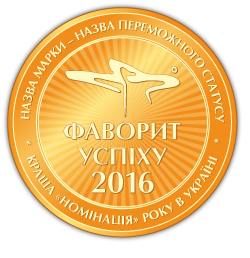 НАЗВА МАРКИ – НАЗВА ПЕРЕМОЖНОГО СТАТУСУ
ФАВОРИТ
УСПІХУ
2016
КРАЩА «НОМІНАЦІЯ» РОКУ В УКРАЇНІ